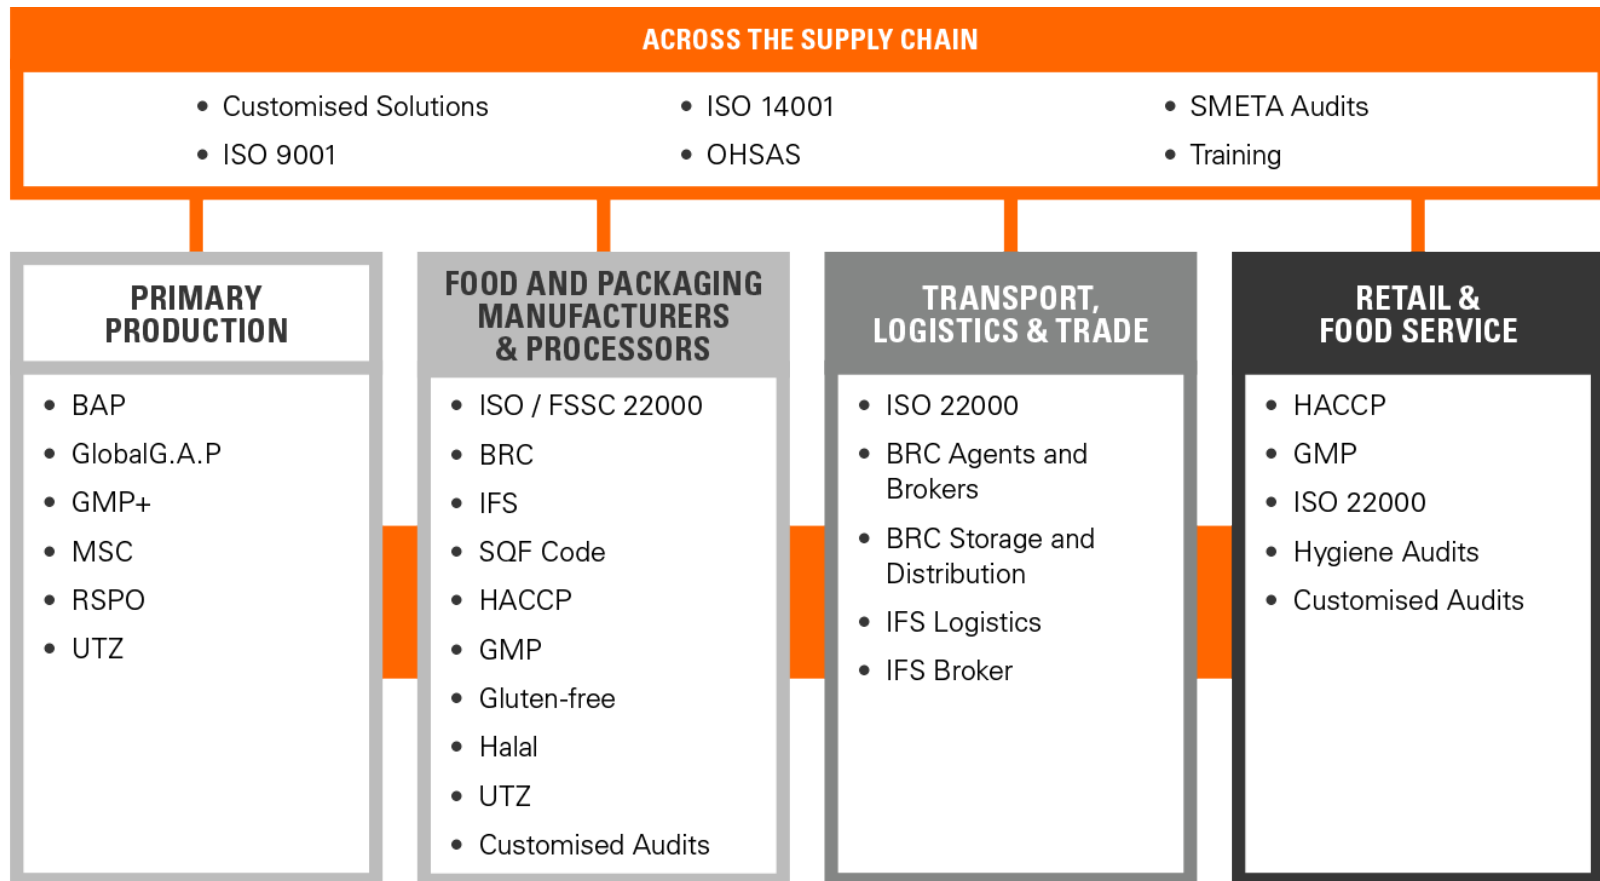 ACROSS THE SUPPLY CHAIN
• Customised Solutions
• ISO 9001
• ISO 14001
• OHSAS
• SMETA Audits
• Training
PRIMARY
PRODUCTION
• BAP
• GlobalG.A.P
• GMP+
• MSC
• RSPO
• UTZ
FOOD AND PACKAGING
MANUFACTURERS
& PROCESSORS
• ISO / FSSC 22000
• BRC
• IFS
• SQF Code
• HACCP
• GMP
• Gluten-free
• Halal
• UTZ
• Customised Audits
TRANSPORT,
LOGISTICS & TRADE
• ISO 22000
• BRC Agents and
Brokers
• BRC Storage and
Distribution
• IFS Logistics
• IFS Broker
RETAIL &
FOOD SERVICE
• HACCP
• GMP
• ISO 22000
• Hygiene Audits
• Customised Audits